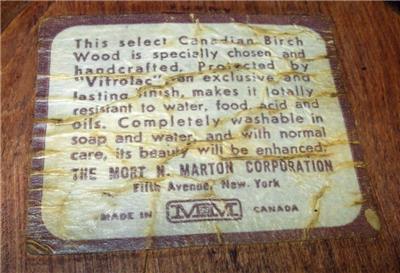 This select Canadian Birch
Wood is specially chosen and
handcrafted. Protected by
"Vitrolac" -an exclusive and
lasting finish, makes it totally
resistant to water, food, acid and
oils. Completely washable in
soap and water, and with normal
care, its beauty will be enhanced.
THE MORT N. MARTON CORPORATION
Fifth Avenue, New York
MADE IN MM CANADA